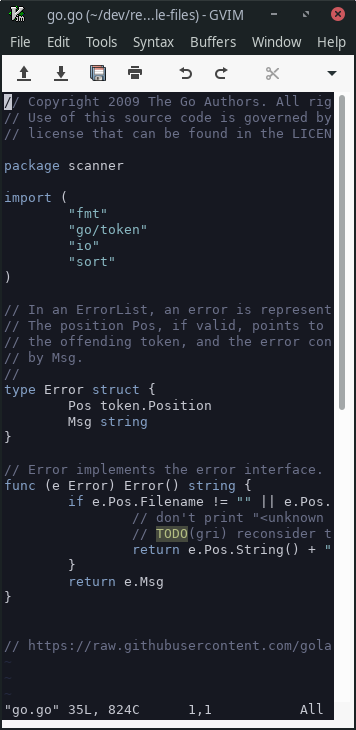 go.go (~/dev/re...le-files) - GVIM
File Edit Tools Syntax Buffers Window Help
// Copyright 2009 The Go Authors. All rig
// Use of this source code is governed by
// license that can be found in the LICEN
package scanner
import (
"fmt"
"go/token"
"io"
"sort"
)
// In an ErrorList, an error is represent
// The position Pos, if valid, points to
// the offending token, and the error con
// by Msg.
//
type Error struct {
Pos token.Position
Msg string
}
// Error implements the error interface.
func (e Error) Error() string {
if e.Pos.Filename != "" || e.Pos.
// don't print "<unknown
// TODO(gri) reconsider t
return e.Pos.String() + "
}
return e.Msg
}
// https://raw.githubusercontent.com/gola
~
~
~
"go.go" 35L, 824C 1,1 All